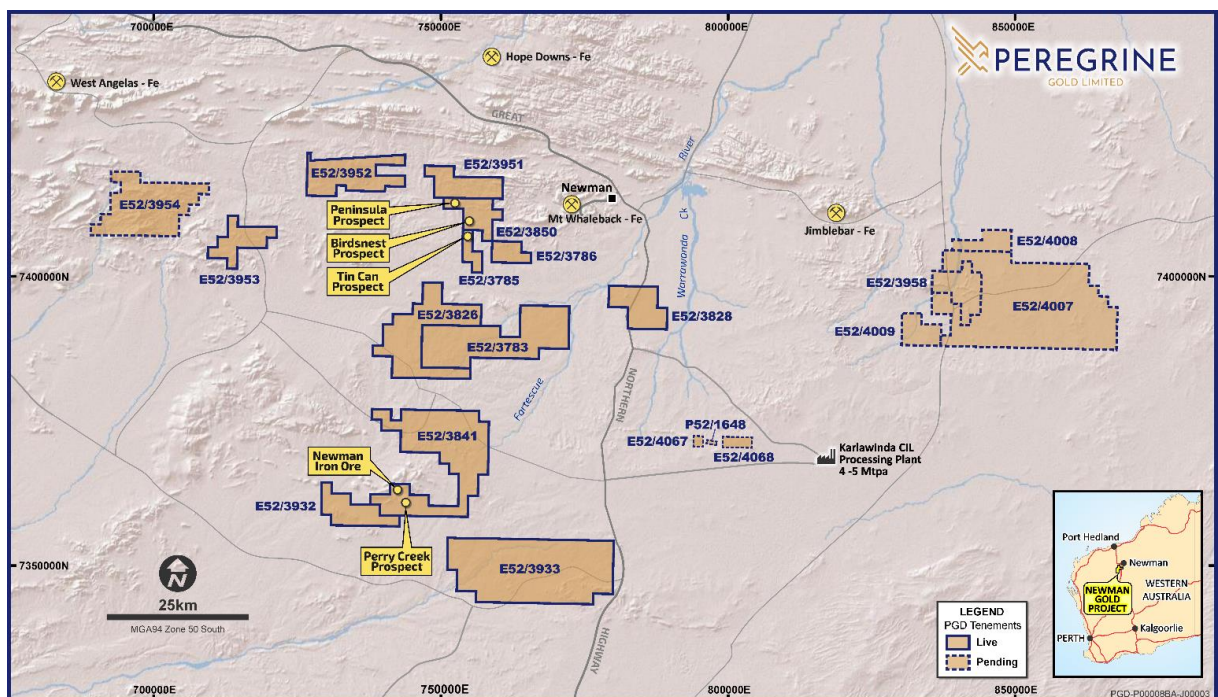 700000E
750000E
800000E
850000E
PEREGRINE
GOLD LIMITED
West Angelas - Fe
Hope Downs - Fe
GREAT
River
E52/3952
E52/3951
E52/3954
Newman
Mt Whaleback - Fe
Peninsula
Prospect
Birdsnest
Prospect
Tin Can
Prospect
E52/3850
E52/3786
E52/3785
E52/3953
Warrawanda Ck
Jimblebar - Fe
E52/4008
7400000N
7400000N
E52/3958
E52/4007
E52/4009
E52/3826
E52/3783
E52/3828
Fortescue
NORTHERN
E52/3841
P52/1648
E52/4067
E52/4068
Karlawinda CIL
Processing Plant
4 -5 Mtpa
Newman
Iron Ore
E52/3932
Perry Creek
Prospect
E52/3933
7350000N
7350000N
N
25km
MGA94 Zone 50 South
HIGHWAY
LEGEND
PGD Tenements
Live
Pending
Port Hedland
Newman
NEWMAN
GOLD
PROJECT
WESTERN
AUSTRALIA
PERTH
Kalgoorlie
700000E
750000E
800000E
850000E
PGD-P00008BA-J00003